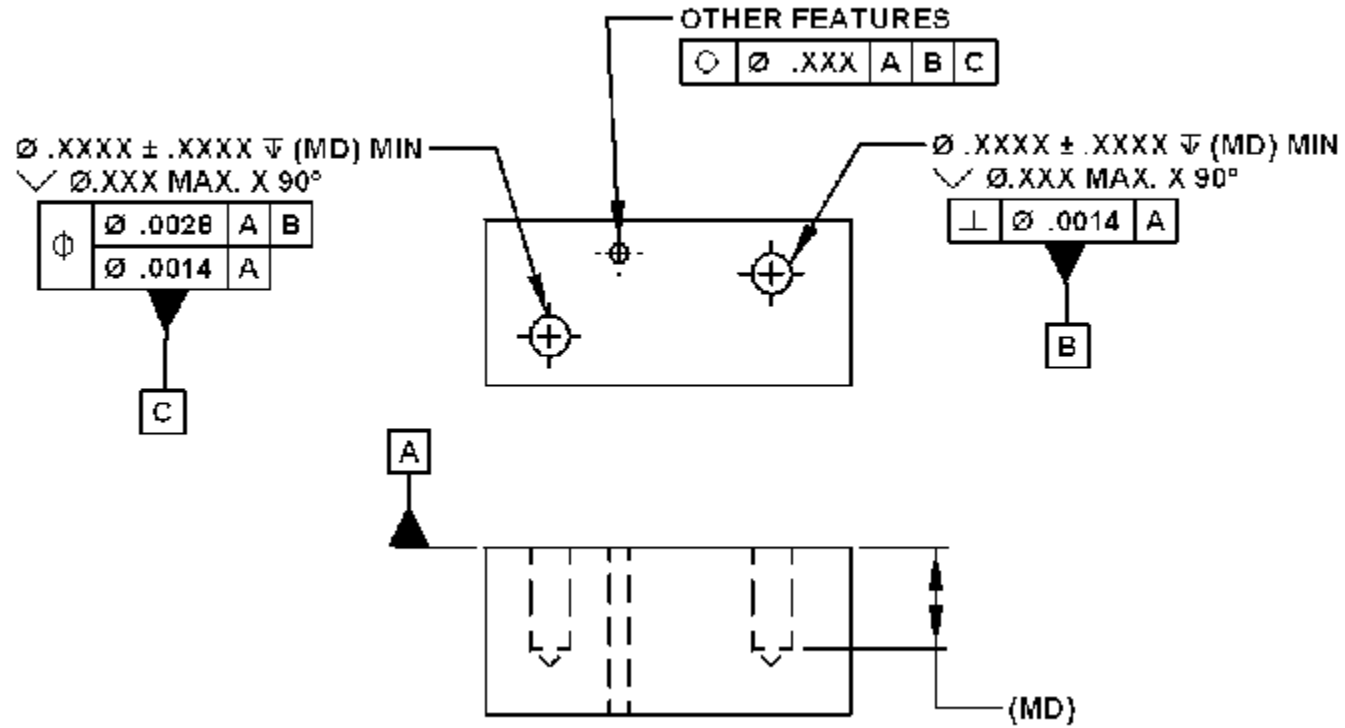 OTHER FEATURES
○ Ø .XXX A B C
Ø .XXXX ± .XXXX ↧ (MD) MIN
⌵ Ø.XXX MAX. X 90°
⌖ Ø .0028 A B
Ø .0014 A
C
Ø .XXXX ± .XXXX ↧ (MD) MIN
⌵ Ø.XXX MAX. X 90°
⊥ Ø .0014 A
B
A
(MD)